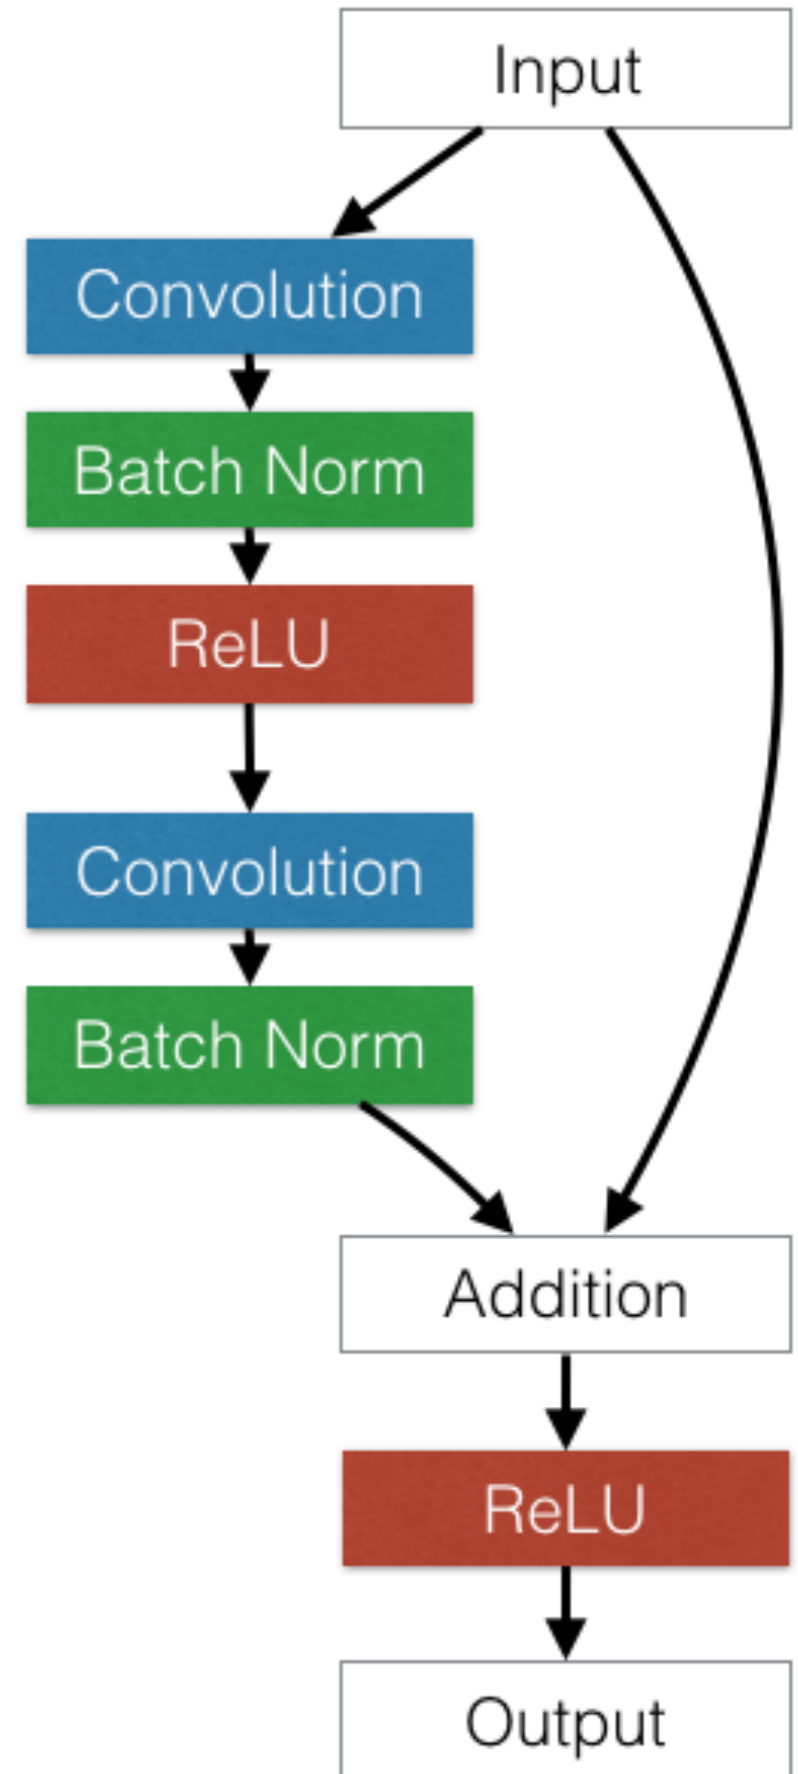 Input
Convolution
Batch Norm
ReLU
Convolution
Batch Norm
Addition
ReLU
Output